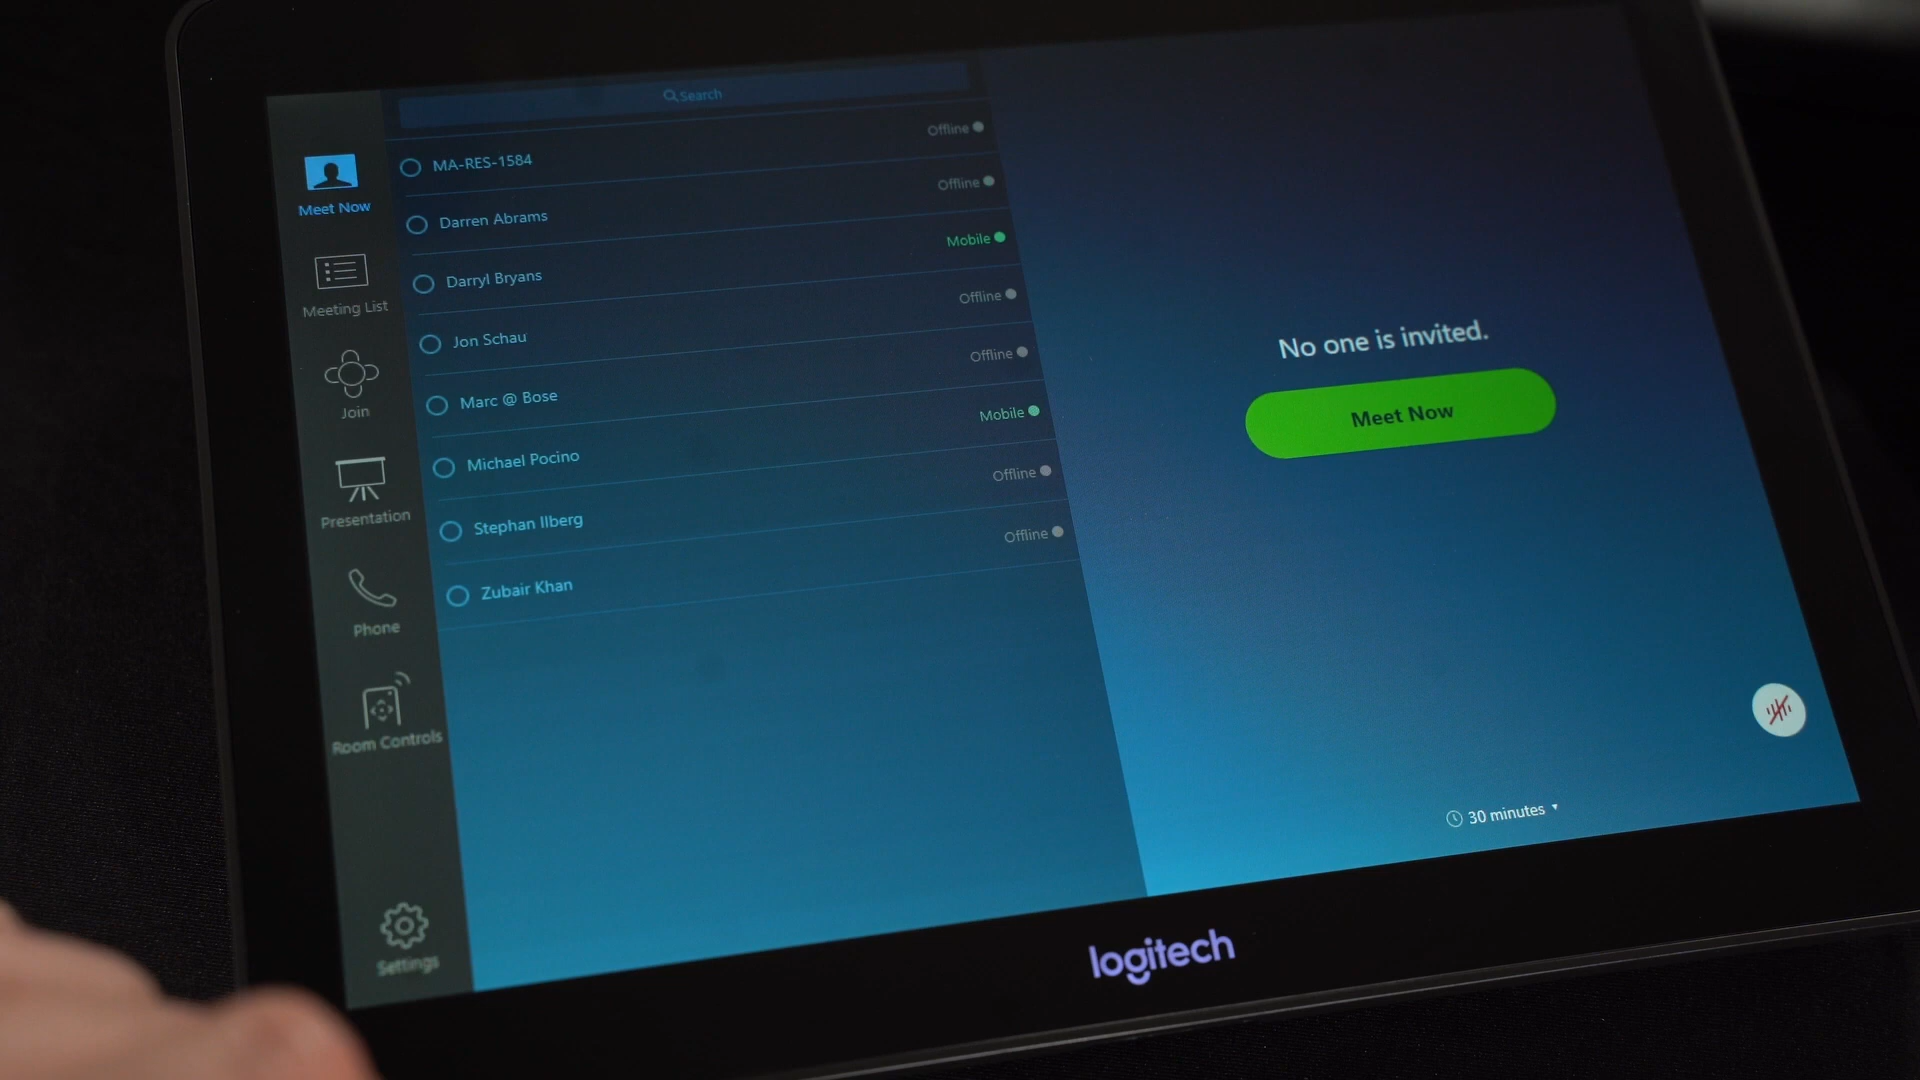 Search
MA-RES-1584
Offline
Darren Abrams
Offline
Darryl Bryans
Mobile
Jon Schau
Offline
Marc @ Bose
Offline
Michael Pocino
Mobile
Stephan Ilberg
Offline
Zubair Khan
Offline
Meet Now
Meeting List
Join
Presentation
Phone
Room Controls
Settings
No one is invited.
Meet Now
30 minutes
logitech